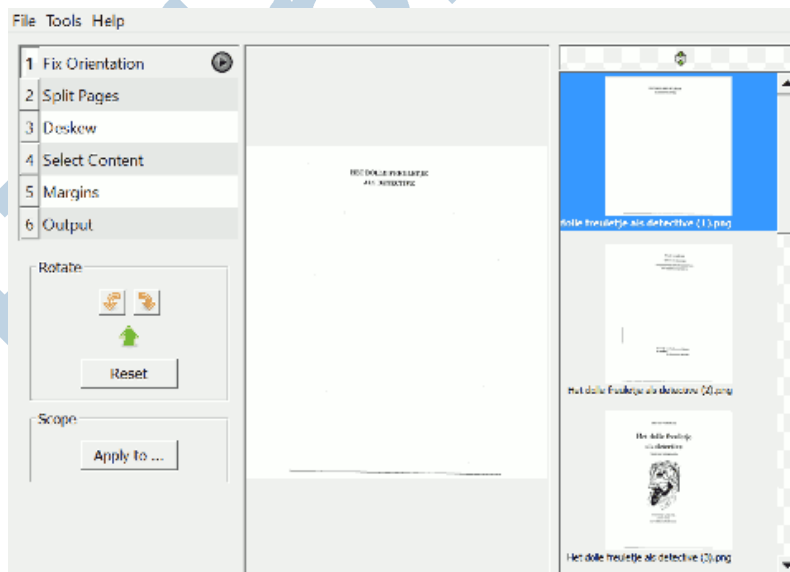 File Tools Help
1 Fix Orientation
2 Split Pages
3 Deskew
4 Select Content
5 Margins
6 Output
Rotate
Reset
Scope
Apply to ...
HET DOLLE FREULETJE
ALS DETECTIVE
dolle freuletje als detective (1).png
Het dolle freuletje als detective (2).png
Het dolle freuletje
als detective
Het dolle freuletje als detective (3).png